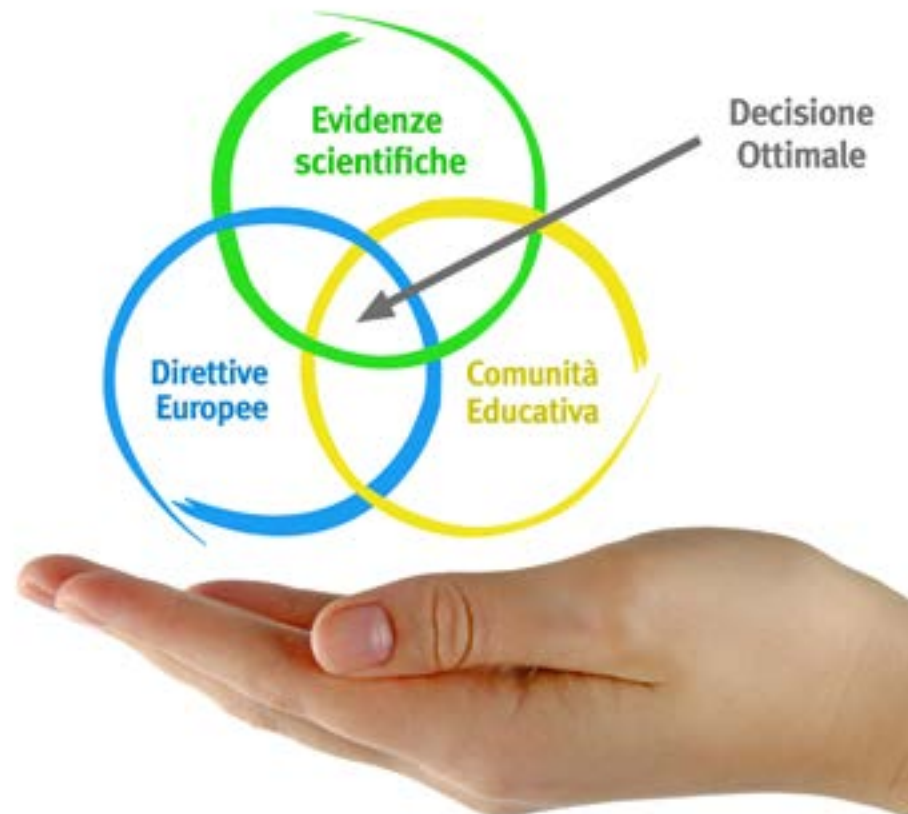 Evidenze
scientifiche
Decisione
Ottimale
Direttive
Europee
Comunità
Educativa